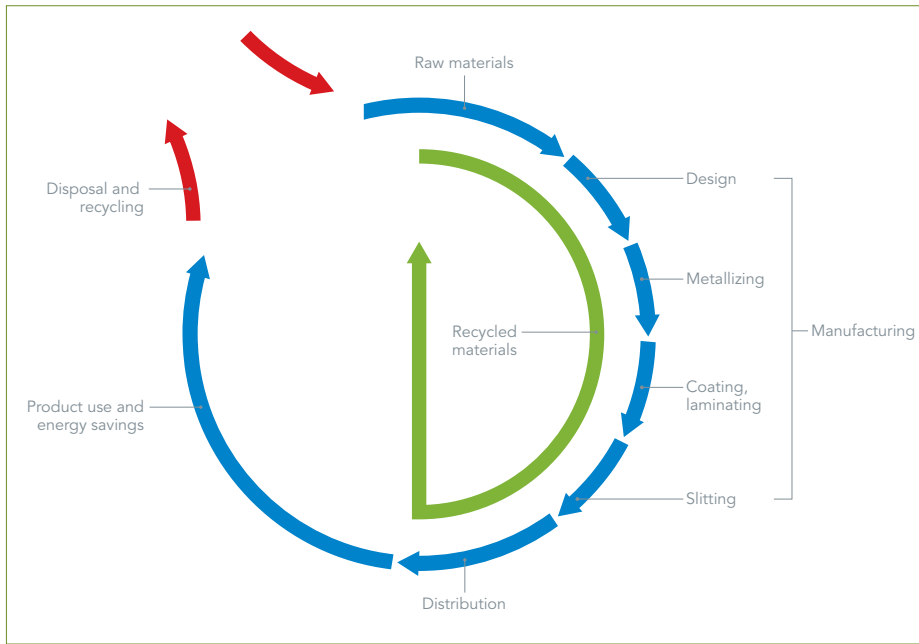 Raw materials
Design
Metallizing
Manufacturing
Coating,
laminating
Slitting
Distribution
Product use and
energy savings
Disposal and
recycling
Recycled
materials